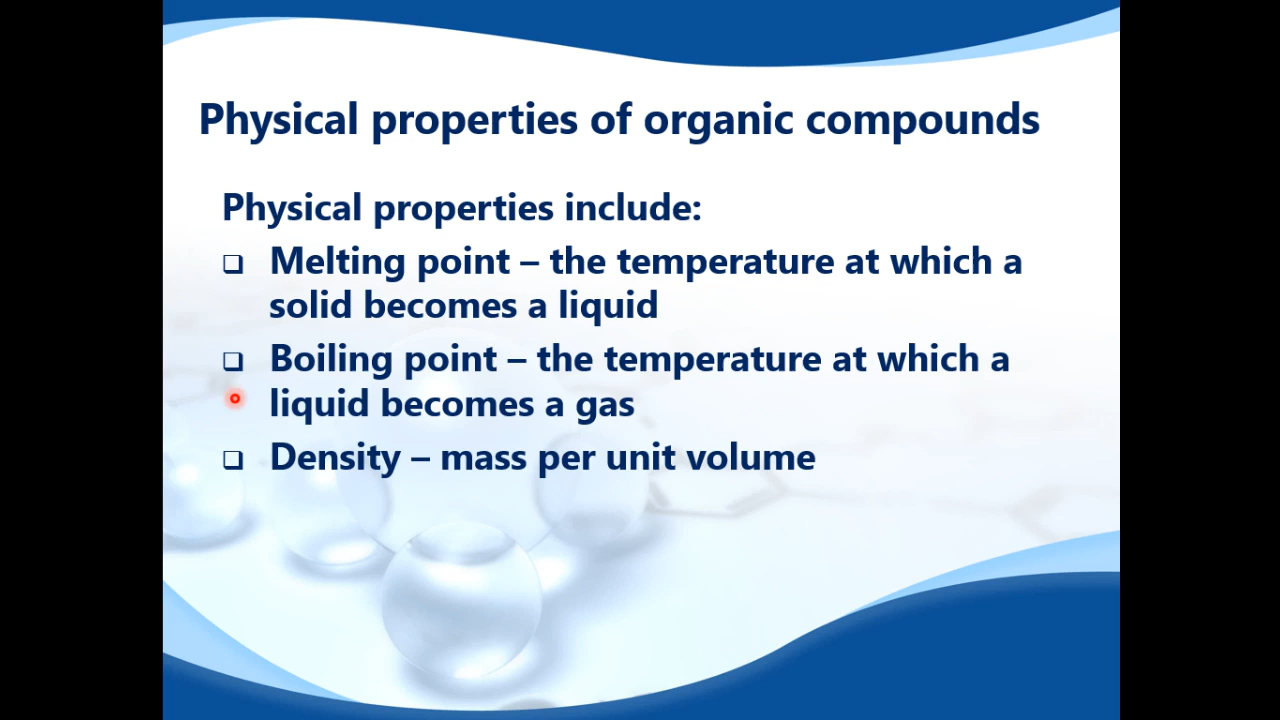 Physical properties of organic compounds
Physical properties include:
❑ Melting point – the temperature at which a
solid becomes a liquid
❑ Boiling point – the temperature at which a
liquid becomes a gas
❑ Density – mass per unit volume